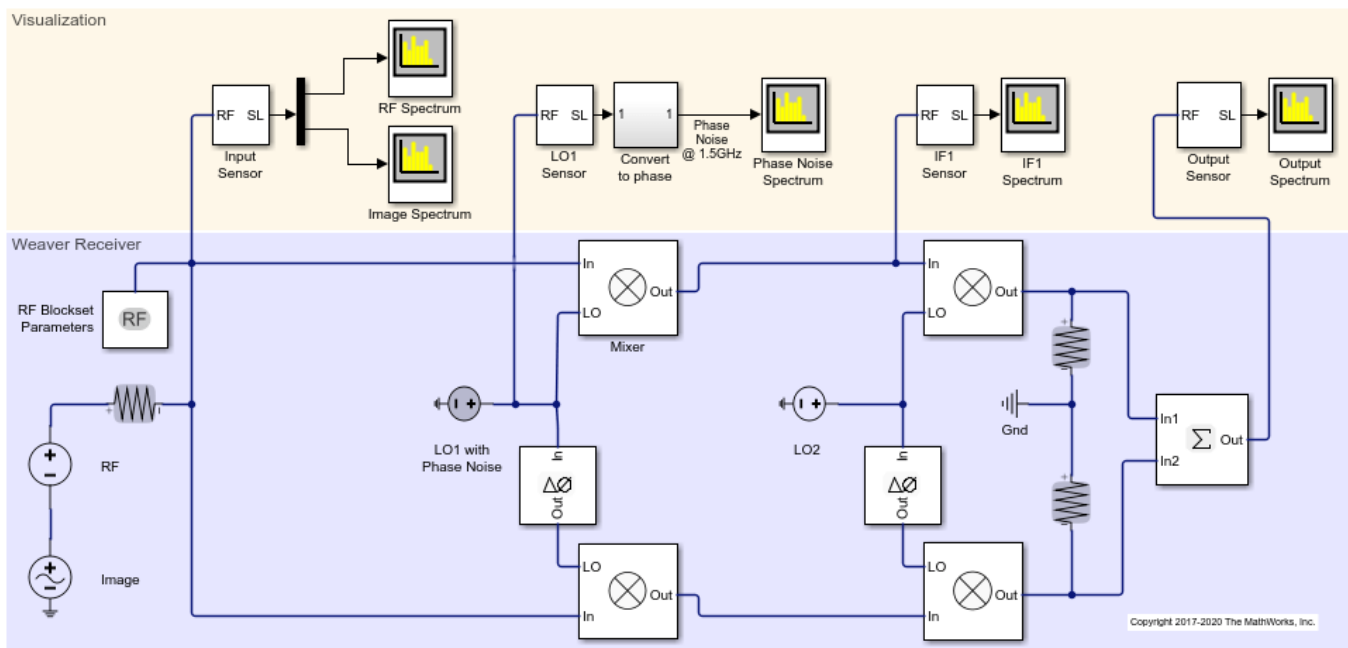 Visualization
RF SL
Input
Sensor
RF Spectrum
Image Spectrum
RF SL
LO1
Sensor
1 1
Convert
to phase
Phase
Noise
@ 1.5GHz
Phase Noise
Spectrum
RF SL
IF1
Sensor
IF1
Spectrum
RF SL
Output
Sensor
Output
Spectrum
Weaver Receiver
RF Blockset
Parameters
RF
RF
Image
In
LO
Out
Mixer
LO1 with
Phase Noise
In
ΔØ
Out
LO
In
Out
In
LO
Out
LO2
In
ΔØ
Out
LO
In
Out
Gnd
In1
In2
Σ
Out
Copyright 2017-2020 The MathWorks, Inc.